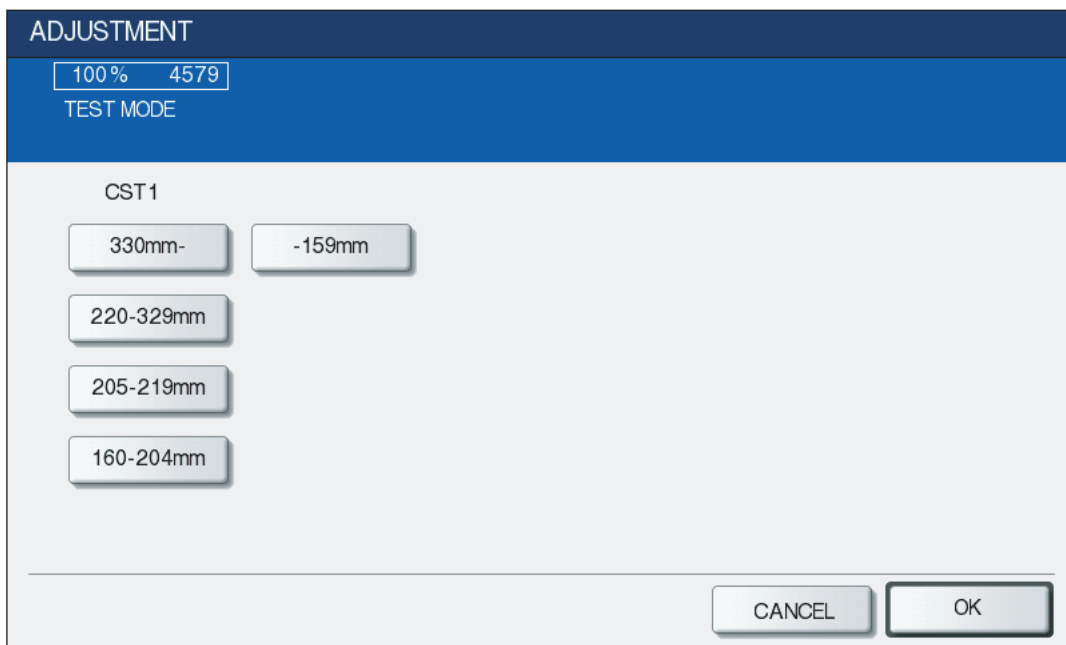 ADJUSTMENT
100% 4579
TEST MODE
CST1
330mm- -159mm
220-329mm
205-219mm
160-204mm
CANCEL OK